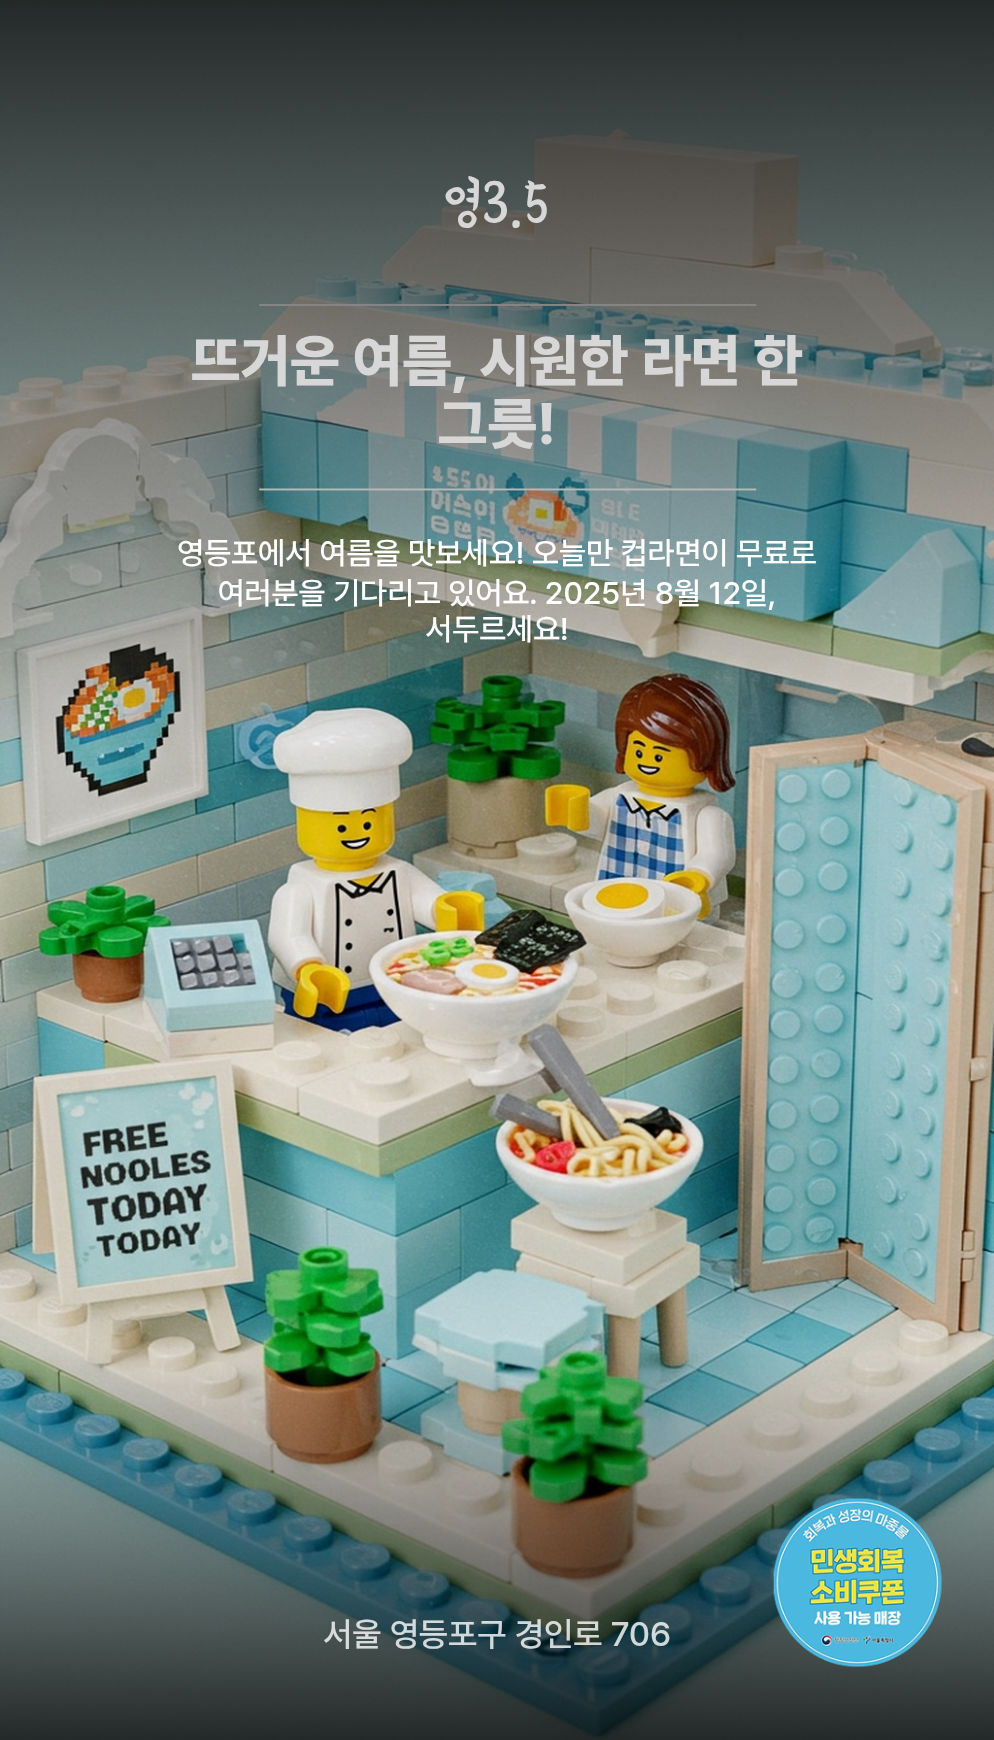 영3.5
뜨거운 여름, 시원한 라면 한
그릇!
영등포에서 여름을 맛보세요! 오늘만 컵라면이 무료로
여러분을 기다리고 있어요. 2025년 8월 12일,
서두르세요!
FREE
NOOLES
TODAY
TODAY
회복과 성장의 마중물
민생회복
소비쿠폰
사용 가능 매장
서울 영등포구 경인로 706